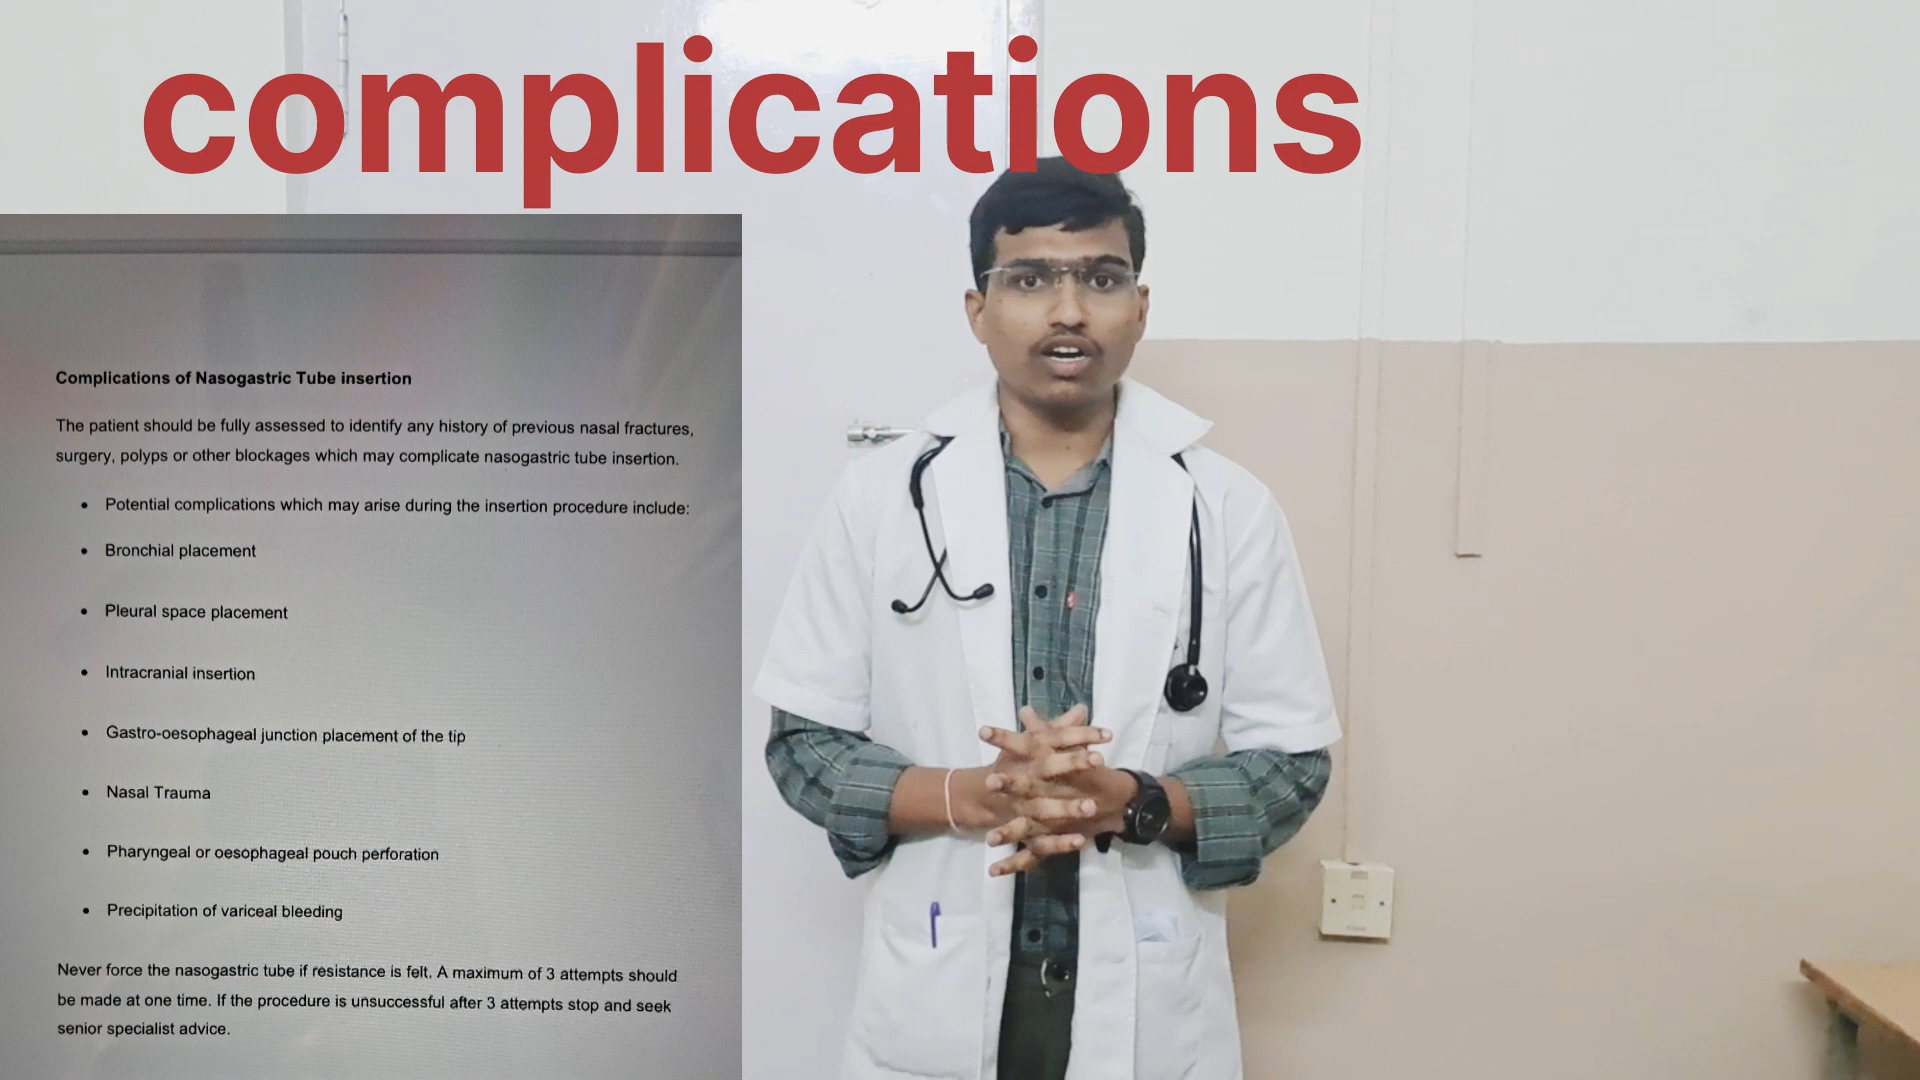 complications
Complications of Nasogastric Tube insertion
The patient should be fully assessed to identify any history of previous nasal fractures,
surgery, polyps or other blockages which may complicate nasogastric tube insertion.
• Potential complications which may arise during the insertion procedure include:
• Bronchial placement
• Pleural space placement
• Intracranial insertion
• Gastro-oesophageal junction placement of the tip
• Nasal Trauma
• Pharyngeal or oesophageal pouch perforation
• Precipitation of variceal bleeding
Never force the nasogastric tube if resistance is felt. A maximum of 3 attempts should
be made at one time. If the procedure is unsuccessful after 3 attempts stop and seek
senior specialist advice.